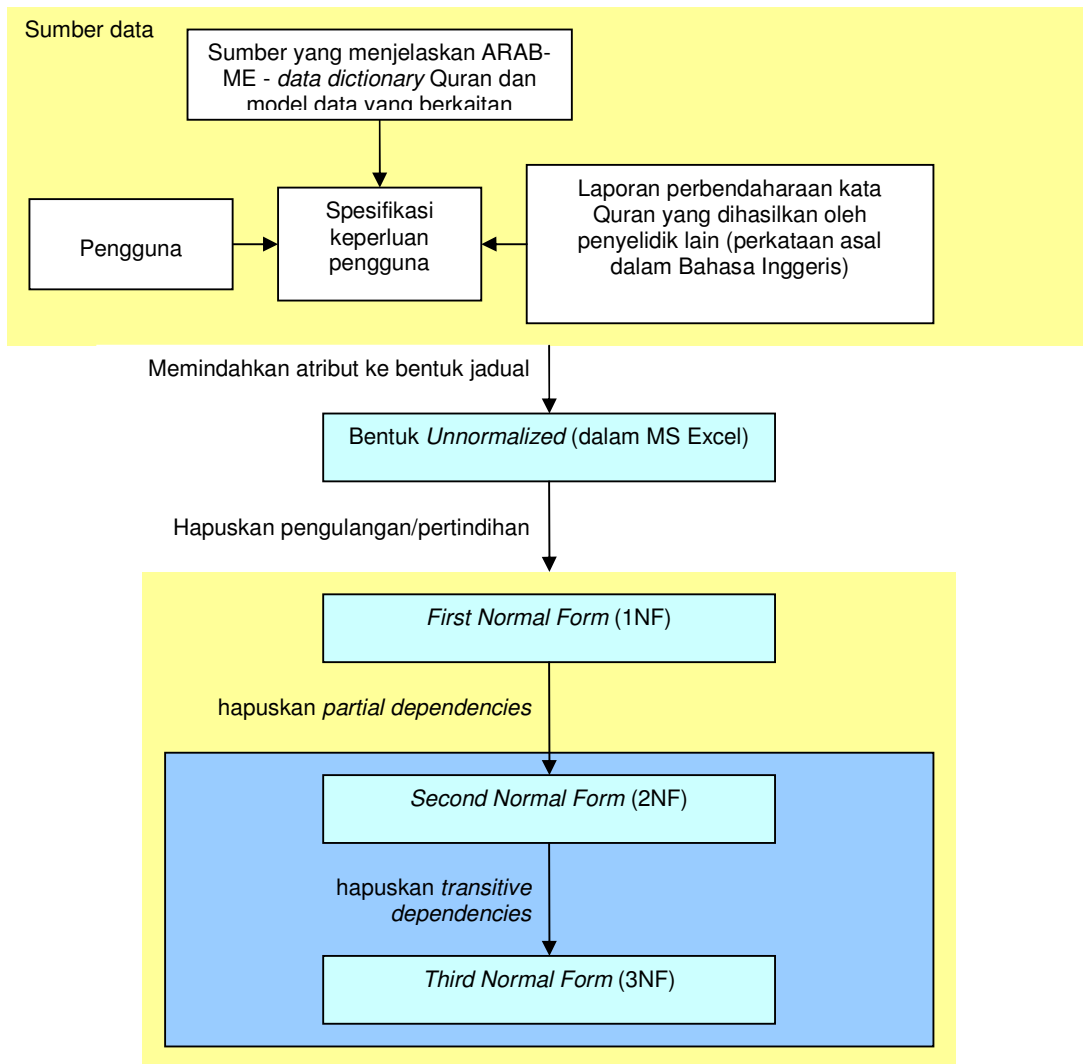 Sumber data
Sumber yang menjelaskan ARAB-
ME - data dictionary Quran dan
model data yang berkaitan
Pengguna
Spesifikasi
keperluan
pengguna
Laporan perbendaharaan kata
Quran yang dihasilkan oleh
penyelidik lain (perkataan asal
dalam Bahasa Inggeris)
Memindahkan atribut ke bentuk jadual
Bentuk Unnormalized (dalam MS Excel)
Hapuskan pengulangan/pertindihan
First Normal Form (1NF)
hapuskan partial dependencies
Second Normal Form (2NF)
hapuskan transitive
dependencies
Third Normal Form (3NF)